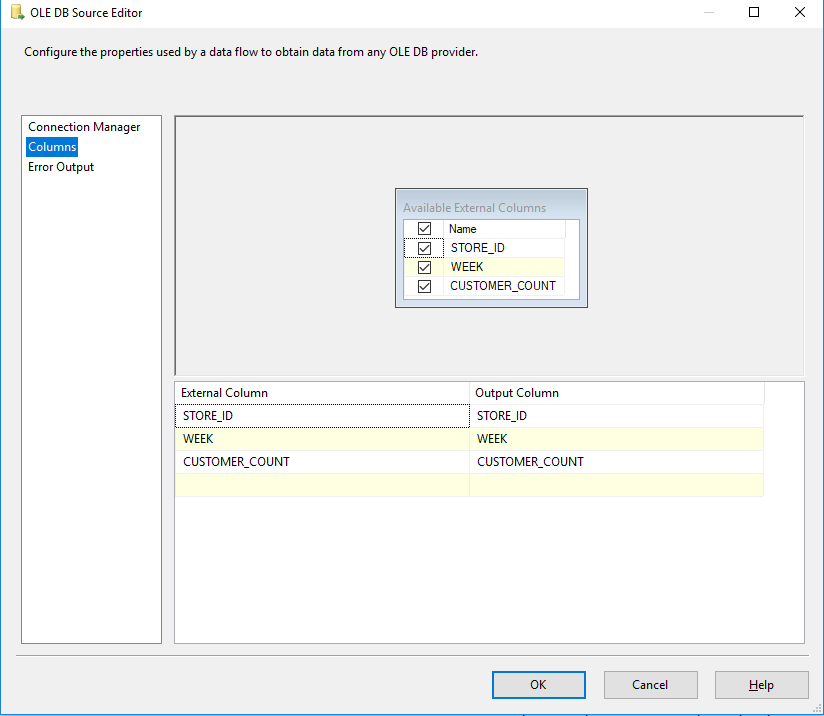 OLE DB Source Editor
Configure the properties used by a data flow to obtain data from any OLE DB provider.
Connection Manager
Columns
Error Output
Available External Columns
Name
STORE_ID
WEEK
CUSTOMER_COUNT
External Column Output Column
STORE_ID STORE_ID
WEEK WEEK
CUSTOMER_COUNT CUSTOMER_COUNT
OK Cancel Help